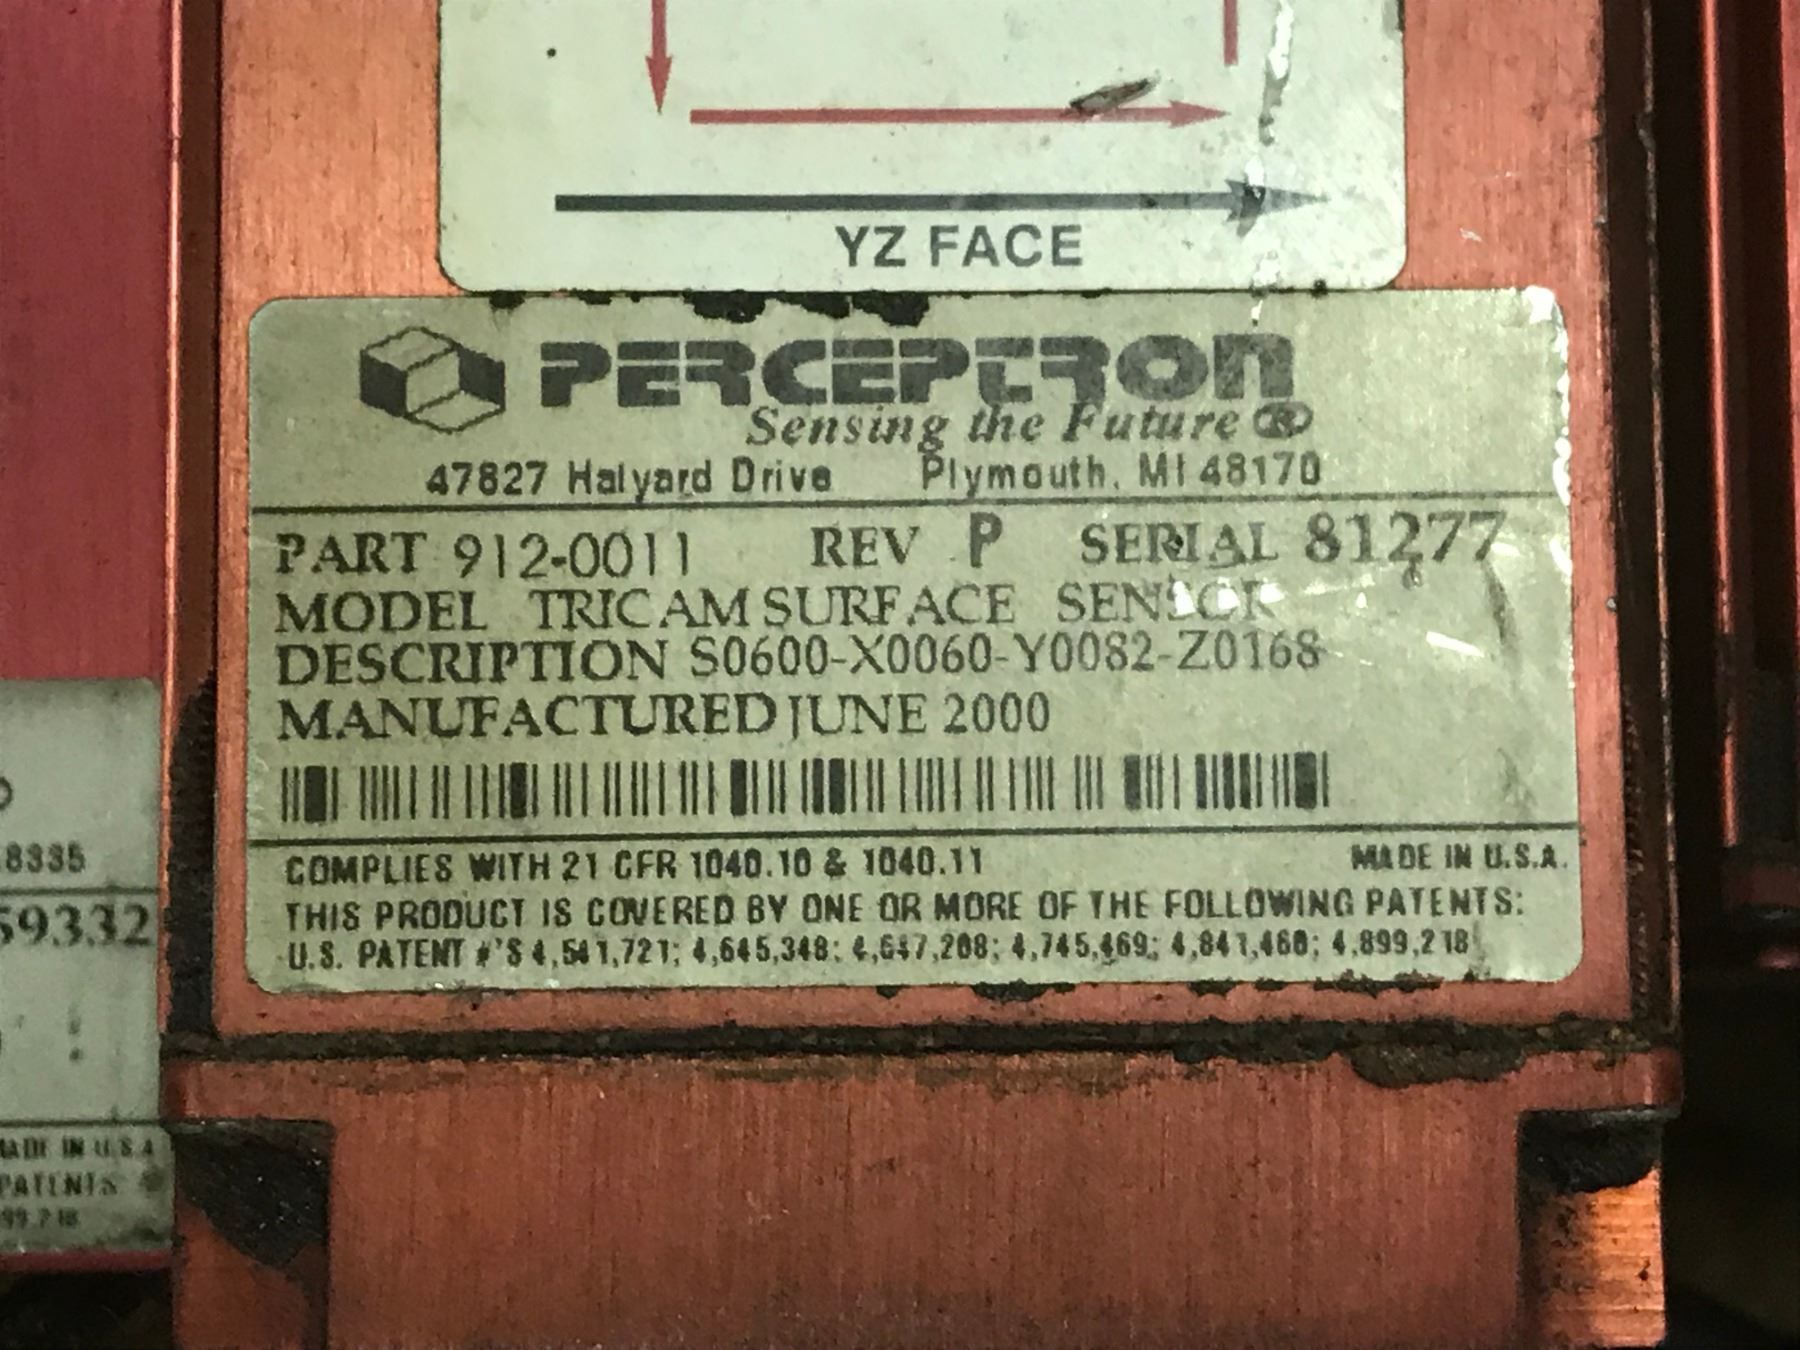 YZ FACE
PERCEPTRON
Sensing the Future ®
47827 Halyard Drive Plymouth, MI 48170
PART 912-0011 REV P SERIAL 81277
MODEL TRICAM SURFACE SENSOR
DESCRIPTION S0600-X0060-Y0082-Z0168
MANUFACTURED JUNE 2000
COMPLIES WITH 21 CFR 1040.10 & 1040.11 MADE IN U.S.A.
THIS PRODUCT IS COVERED BY ONE OR MORE OF THE FOLLOWING PATENTS:
U.S. PATENT #'S 4,541,721; 4,645,348; 4,647,208; 4,745,469; 4,841,460; 4,899,218
8335
59332
MADE IN U.S.A
PATENTS
99,218